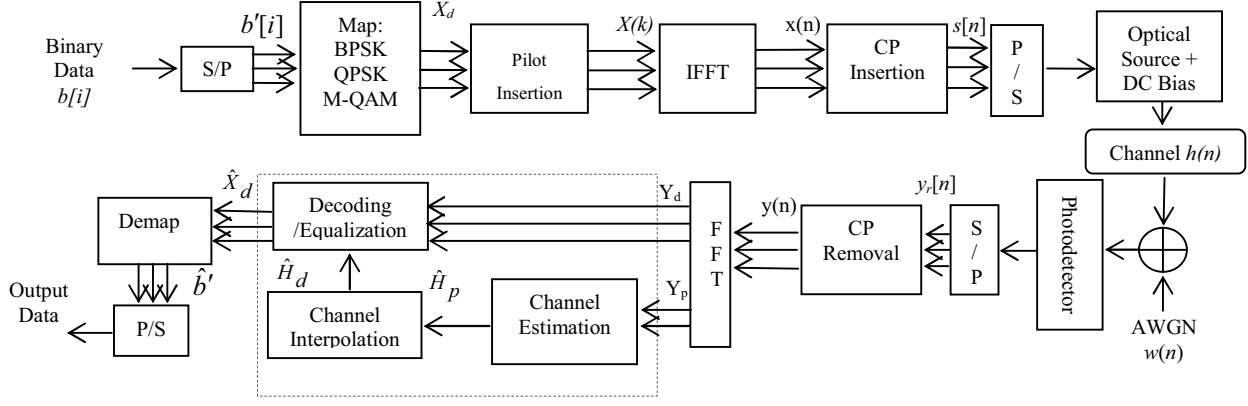 Binary
Data
b[i]
S/P
b'[i]
Map:
BPSK
QPSK
M-QAM
X_d
Pilot
Insertion
X(k)
IFFT
x(n)
CP
Insertion
s[n]
P
/
S
Optical
Source +
DC Bias
Channel h(n)
AWGN
w(n)
Photodetector
y_r[n]
S
/
P
CP
Removal
y(n)
F
F
T
Y_d
Y_p
Decoding
/Equalization
Channel
Estimation
Ĥ_p
Channel
Interpolation
Ĥ_d
X̂_d
Demap
b̂'
P/S
Output
Data